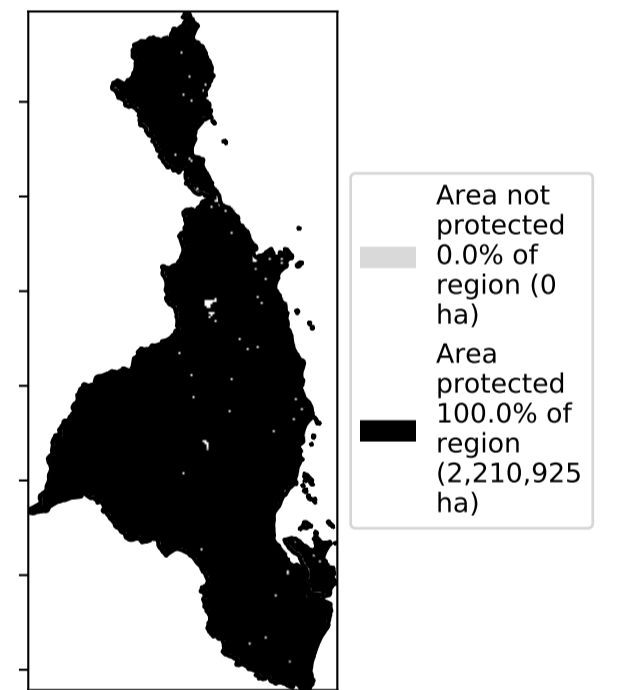 Area not
protected
0.0% of
region (0
ha)
Area
protected
100.0% of
region
(2,210,925
ha)